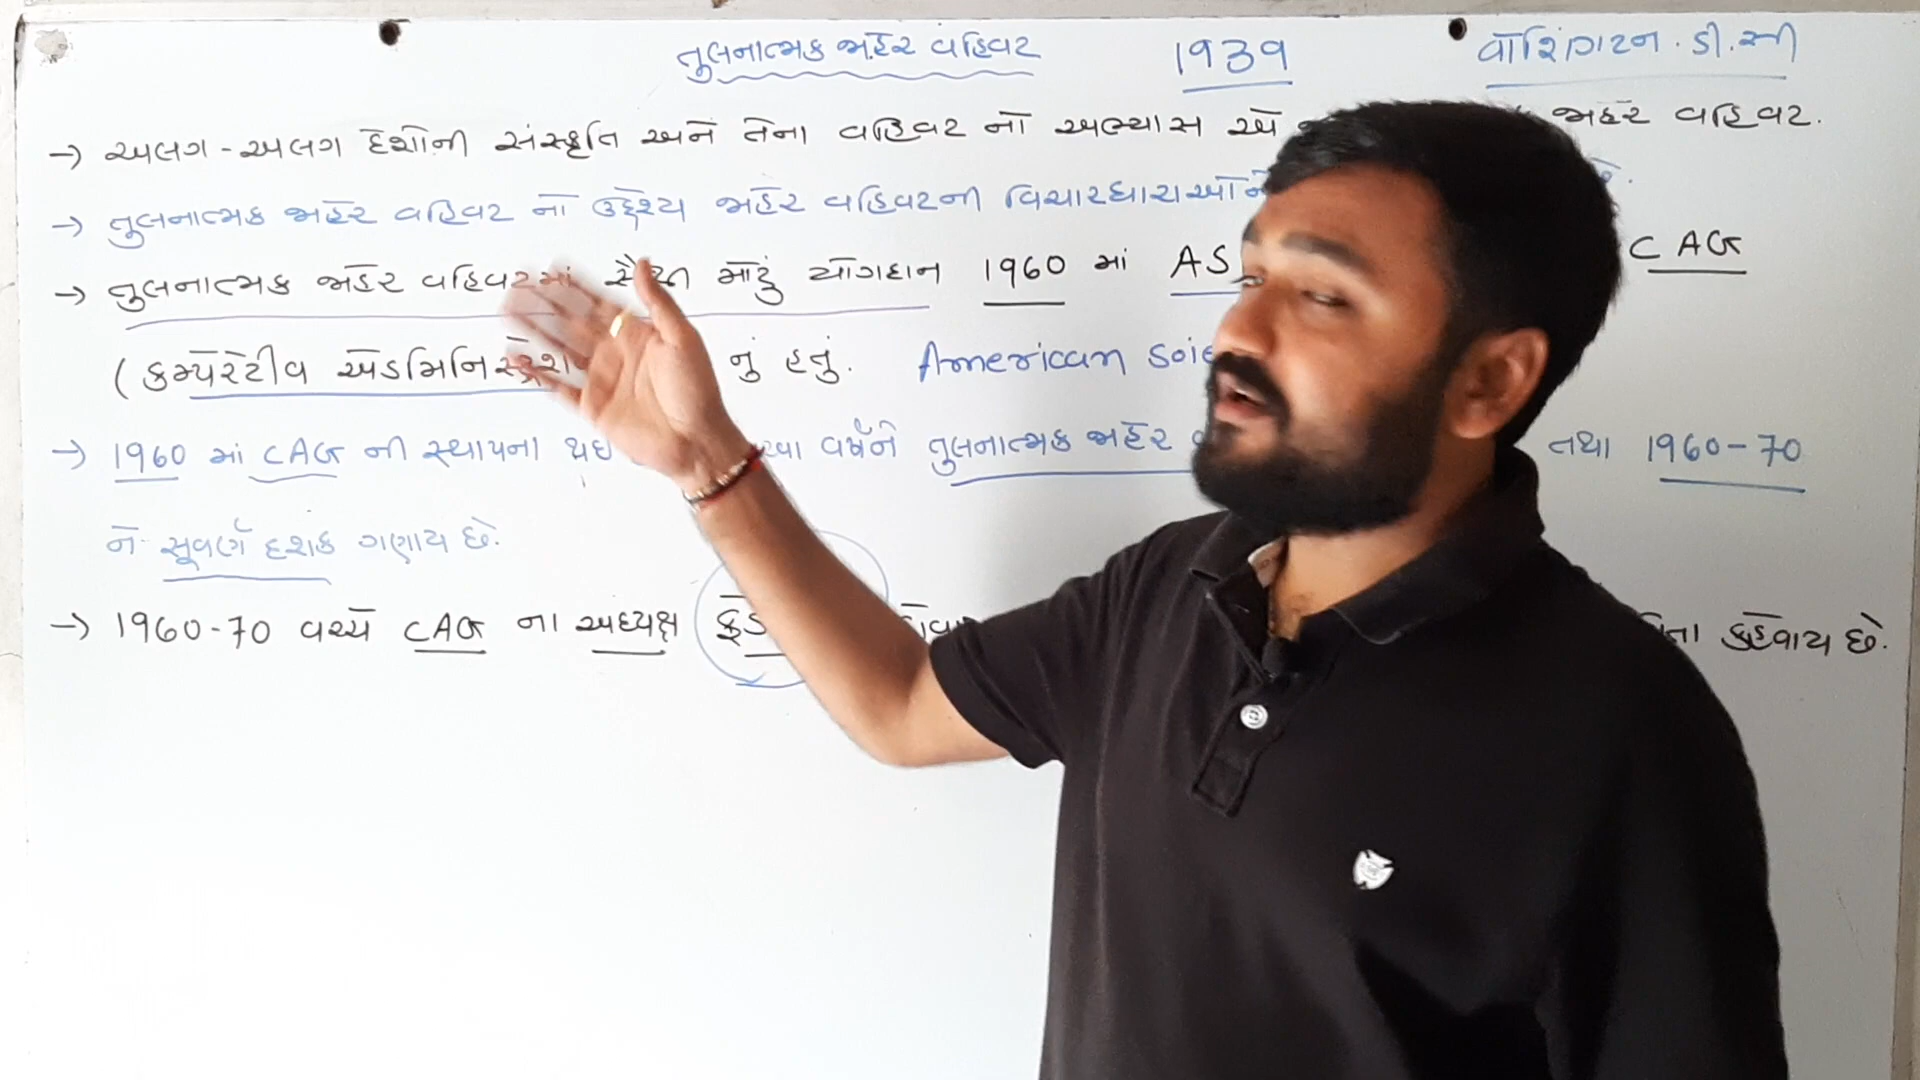 તુલનાત્મક જાહેર વહિવટ 1939 વૉશિંગટન. ડી.સી
→ અલગ - અલગ દેશોની સંસ્કૃતિ અને તેના વહિવટ નો અભ્યાસ એ જાહેર વહિવટ.
→ તુલનાત્મક જાહેર વહિવટ નો ઉદ્દેશ્ય જાહેર વહિવટની વિચારધારાઓને છે.
→ તુલનાત્મક જાહેર વહિવટમાં સૈથી મોટું યોગદાન 1960 માં AS CAG
(કમ્પેરેટીવ એડમિનિસ્ટ્રેશ નું હતું. American Soie
→ 1960 માં CAG ની સ્થાપના થઇ વર્ષને તુલનાત્મક જાહેર તથા 1960-70
ને સૂવર્ણ દશક ગણાય છે.
→ 1960-70 વચ્ચે CAG ના અધ્યક્ષ ફ્રેડ કહેવાય છે.